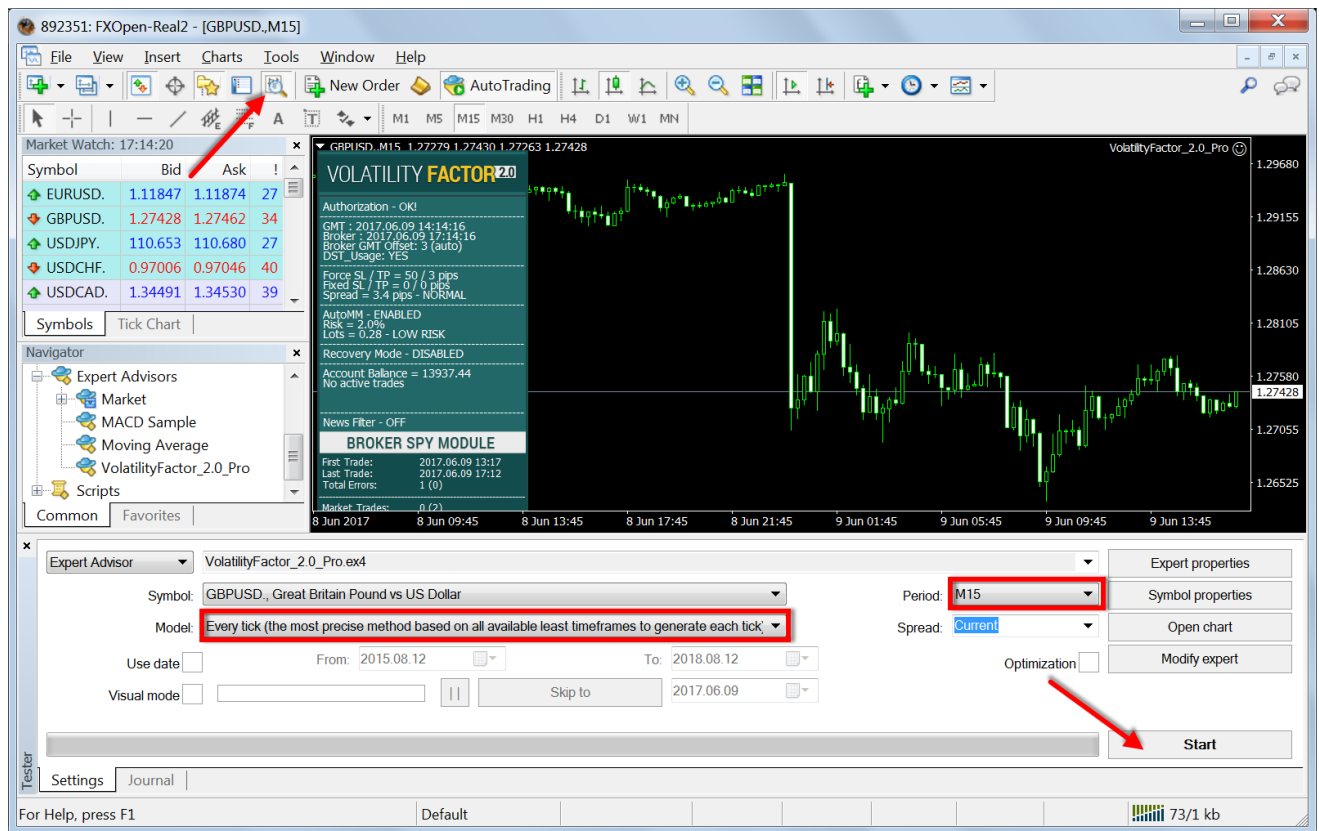 892351: FXOpen-Real2 - [GBPUSD.,M15]
File View Insert Charts Tools Window Help
New Order AutoTrading
E F A T M1 M5 M15 M30 H1 H4 D1 W1 MN
Market Watch: 17:14:20
Symbol Bid Ask !
EURUSD. 1.11847 1.11874 27
GBPUSD. 1.27428 1.27462 34
USDJPY. 110.653 110.680 27
USDCHF. 0.97006 0.97046 40
USDCAD. 1.34491 1.34530 39
Symbols Tick Chart
Navigator
Expert Advisors
Market
MACD Sample
Moving Average
VolatilityFactor_2.0_Pro
Scripts
Common Favorites
GBPUSD.,M15 1.27279 1.27430 1.27263 1.27428
VolatilityFactor_2.0_Pro
VOLATILITY FACTOR 2.0
Authorization - OK!
GMT : 2017.06.09 14:14:16
Broker : 2017.06.09 17:14:16
Broker GMT Offset: 3 (auto)
DST_Usage: YES
Force SL / TP = 50 / 3 pips
Fixed SL / TP = 0 / 0 pips
Spread = 3.4 pips - NORMAL
AutoMM - ENABLED
Risk = 2.0%
Lots = 0.28 - LOW RISK
Recovery Mode - DISABLED
Account Ballance = 13937.44
No active trades
News Filter - OFF
BROKER SPY MODULE
First Trade: 2017.06.09 13:17
Last Trade: 2017.06.09 17:12
Total Errors: 1 (0)
Market Trades: 0 (2)
1.29680
1.29155
1.28630
1.28105
1.27580
1.27428
1.27055
1.26525
8 Jun 2017 8 Jun 09:45 8 Jun 13:45 8 Jun 17:45 8 Jun 21:45 9 Jun 01:45 9 Jun 05:45 9 Jun 09:45 9 Jun 13:45
Expert Advisor VolatilityFactor_2.0_Pro.ex4 Expert properties
Symbol: GBPUSD., Great Britain Pound vs US Dollar Period: M15 Symbol properties
Model: Every tick (the most precise method based on all available least timeframes to generate each tick) Spread: Current Open chart
Use date From: 2015.08.12 To: 2018.08.12 Optimization Modify expert
Visual mode Skip to 2017.06.09
Start
Tester
Settings Journal
For Help, press F1 Default 73/1 kb